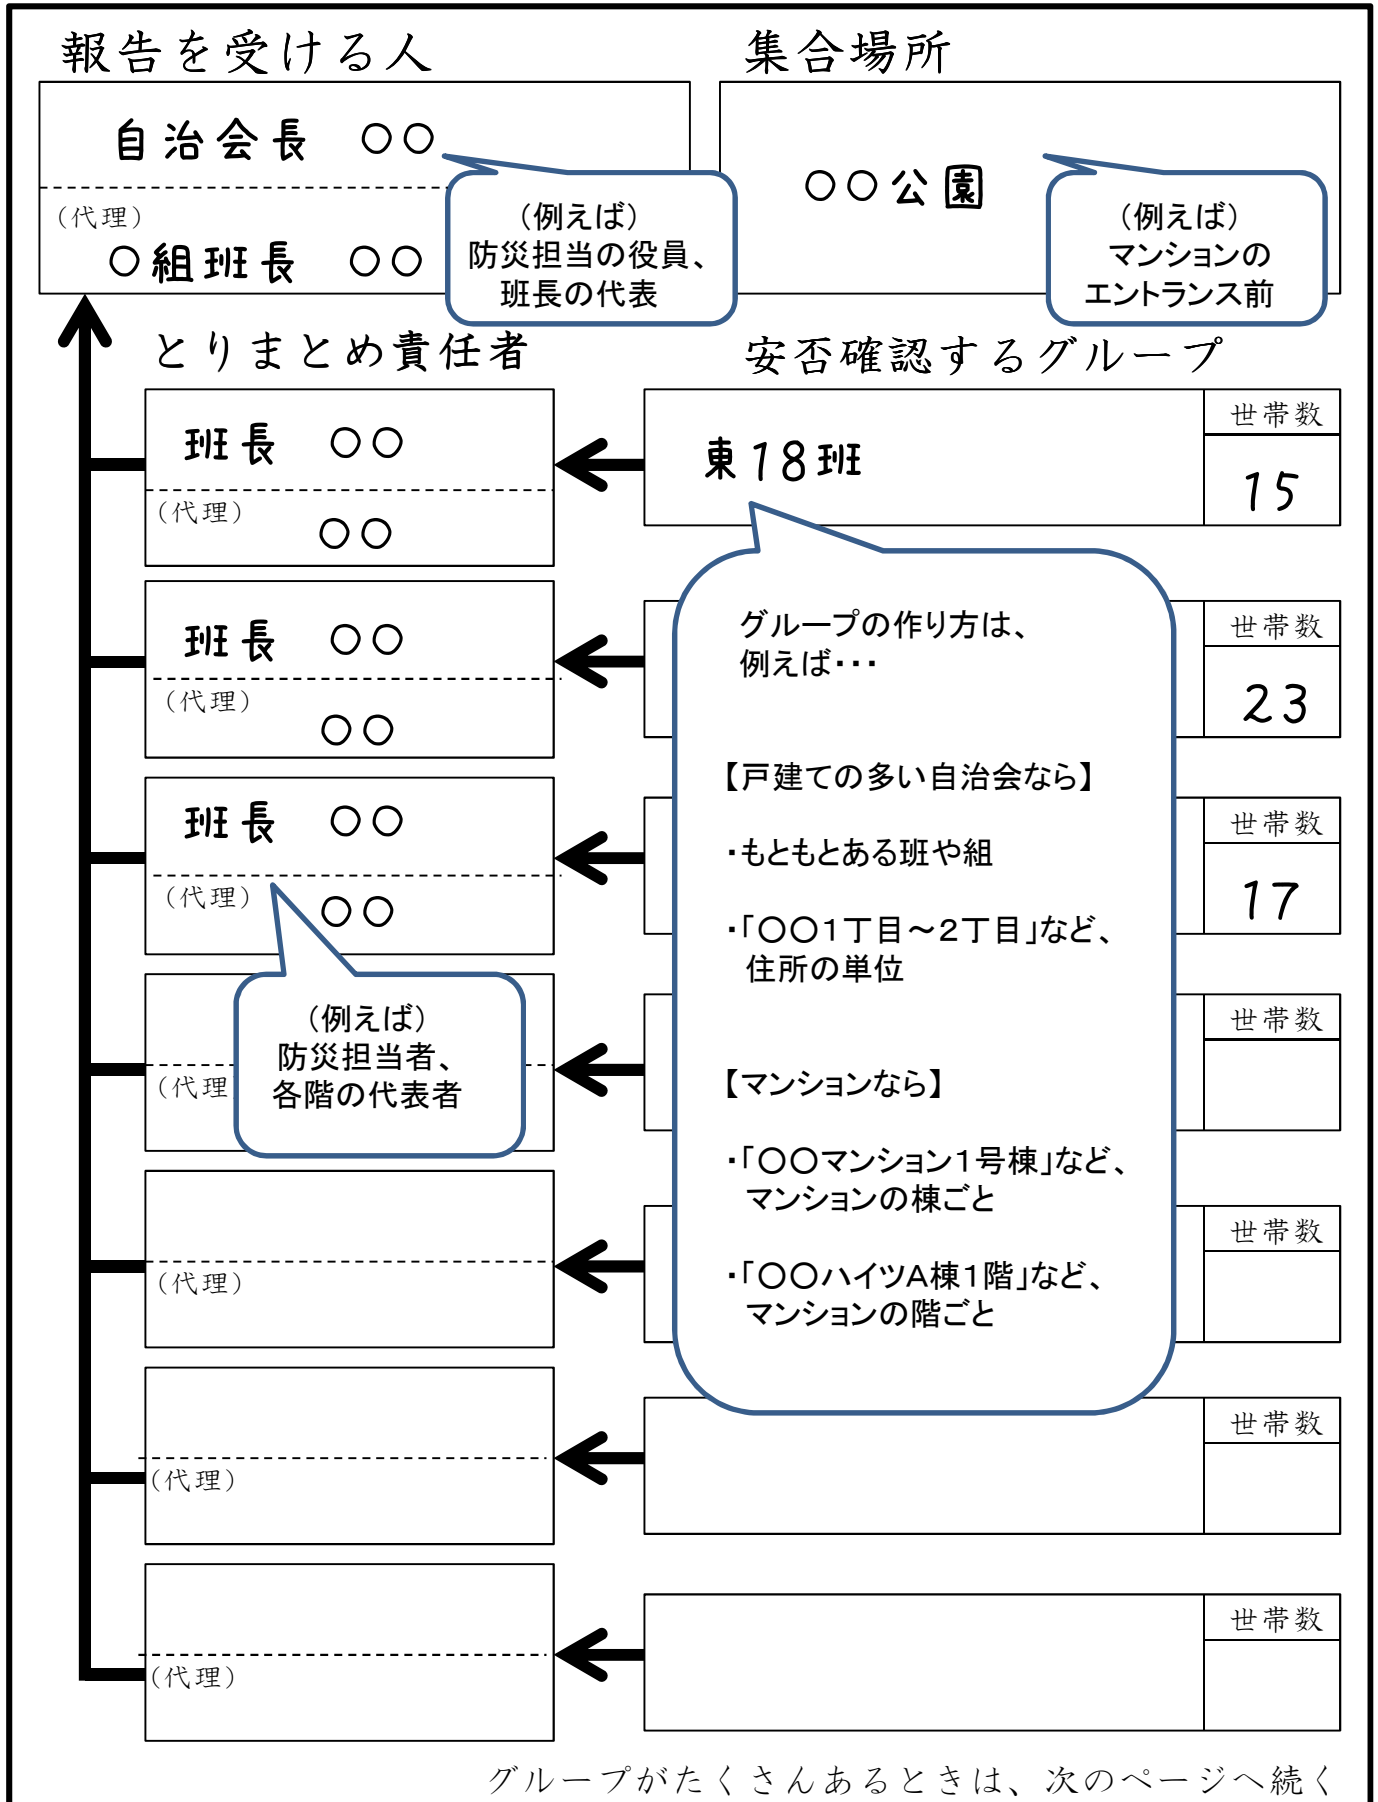 報告を受ける人
集合場所
自治会長 ○○
(代理)
○組班長 ○○
(例えば)
防災担当の役員、
班長の代表
○○公園
(例えば)
マンションの
エントランス前
とりまとめ責任者
安否確認するグループ
班長 ○○
(代理)
○○
東18班
世帯数
15
班長 ○○
(代理)
○○
世帯数
23
班長 ○○
(代理)
○○
世帯数
17
グループの作り方は、
例えば・・・
【戸建ての多い自治会なら】
・もともとある班や組
・「○○1丁目～2丁目」など、
住所の単位
【マンションなら】
・「○○マンション1号棟」など、
マンションの棟ごと
・「○○ハイツA棟1階」など、
マンションの階ごと
(例えば)
防災担当者、
各階の代表者
(代理
世帯数
(代理)
世帯数
(代理)
世帯数
(代理)
世帯数
グループがたくさんあるときは、次のページへ続く